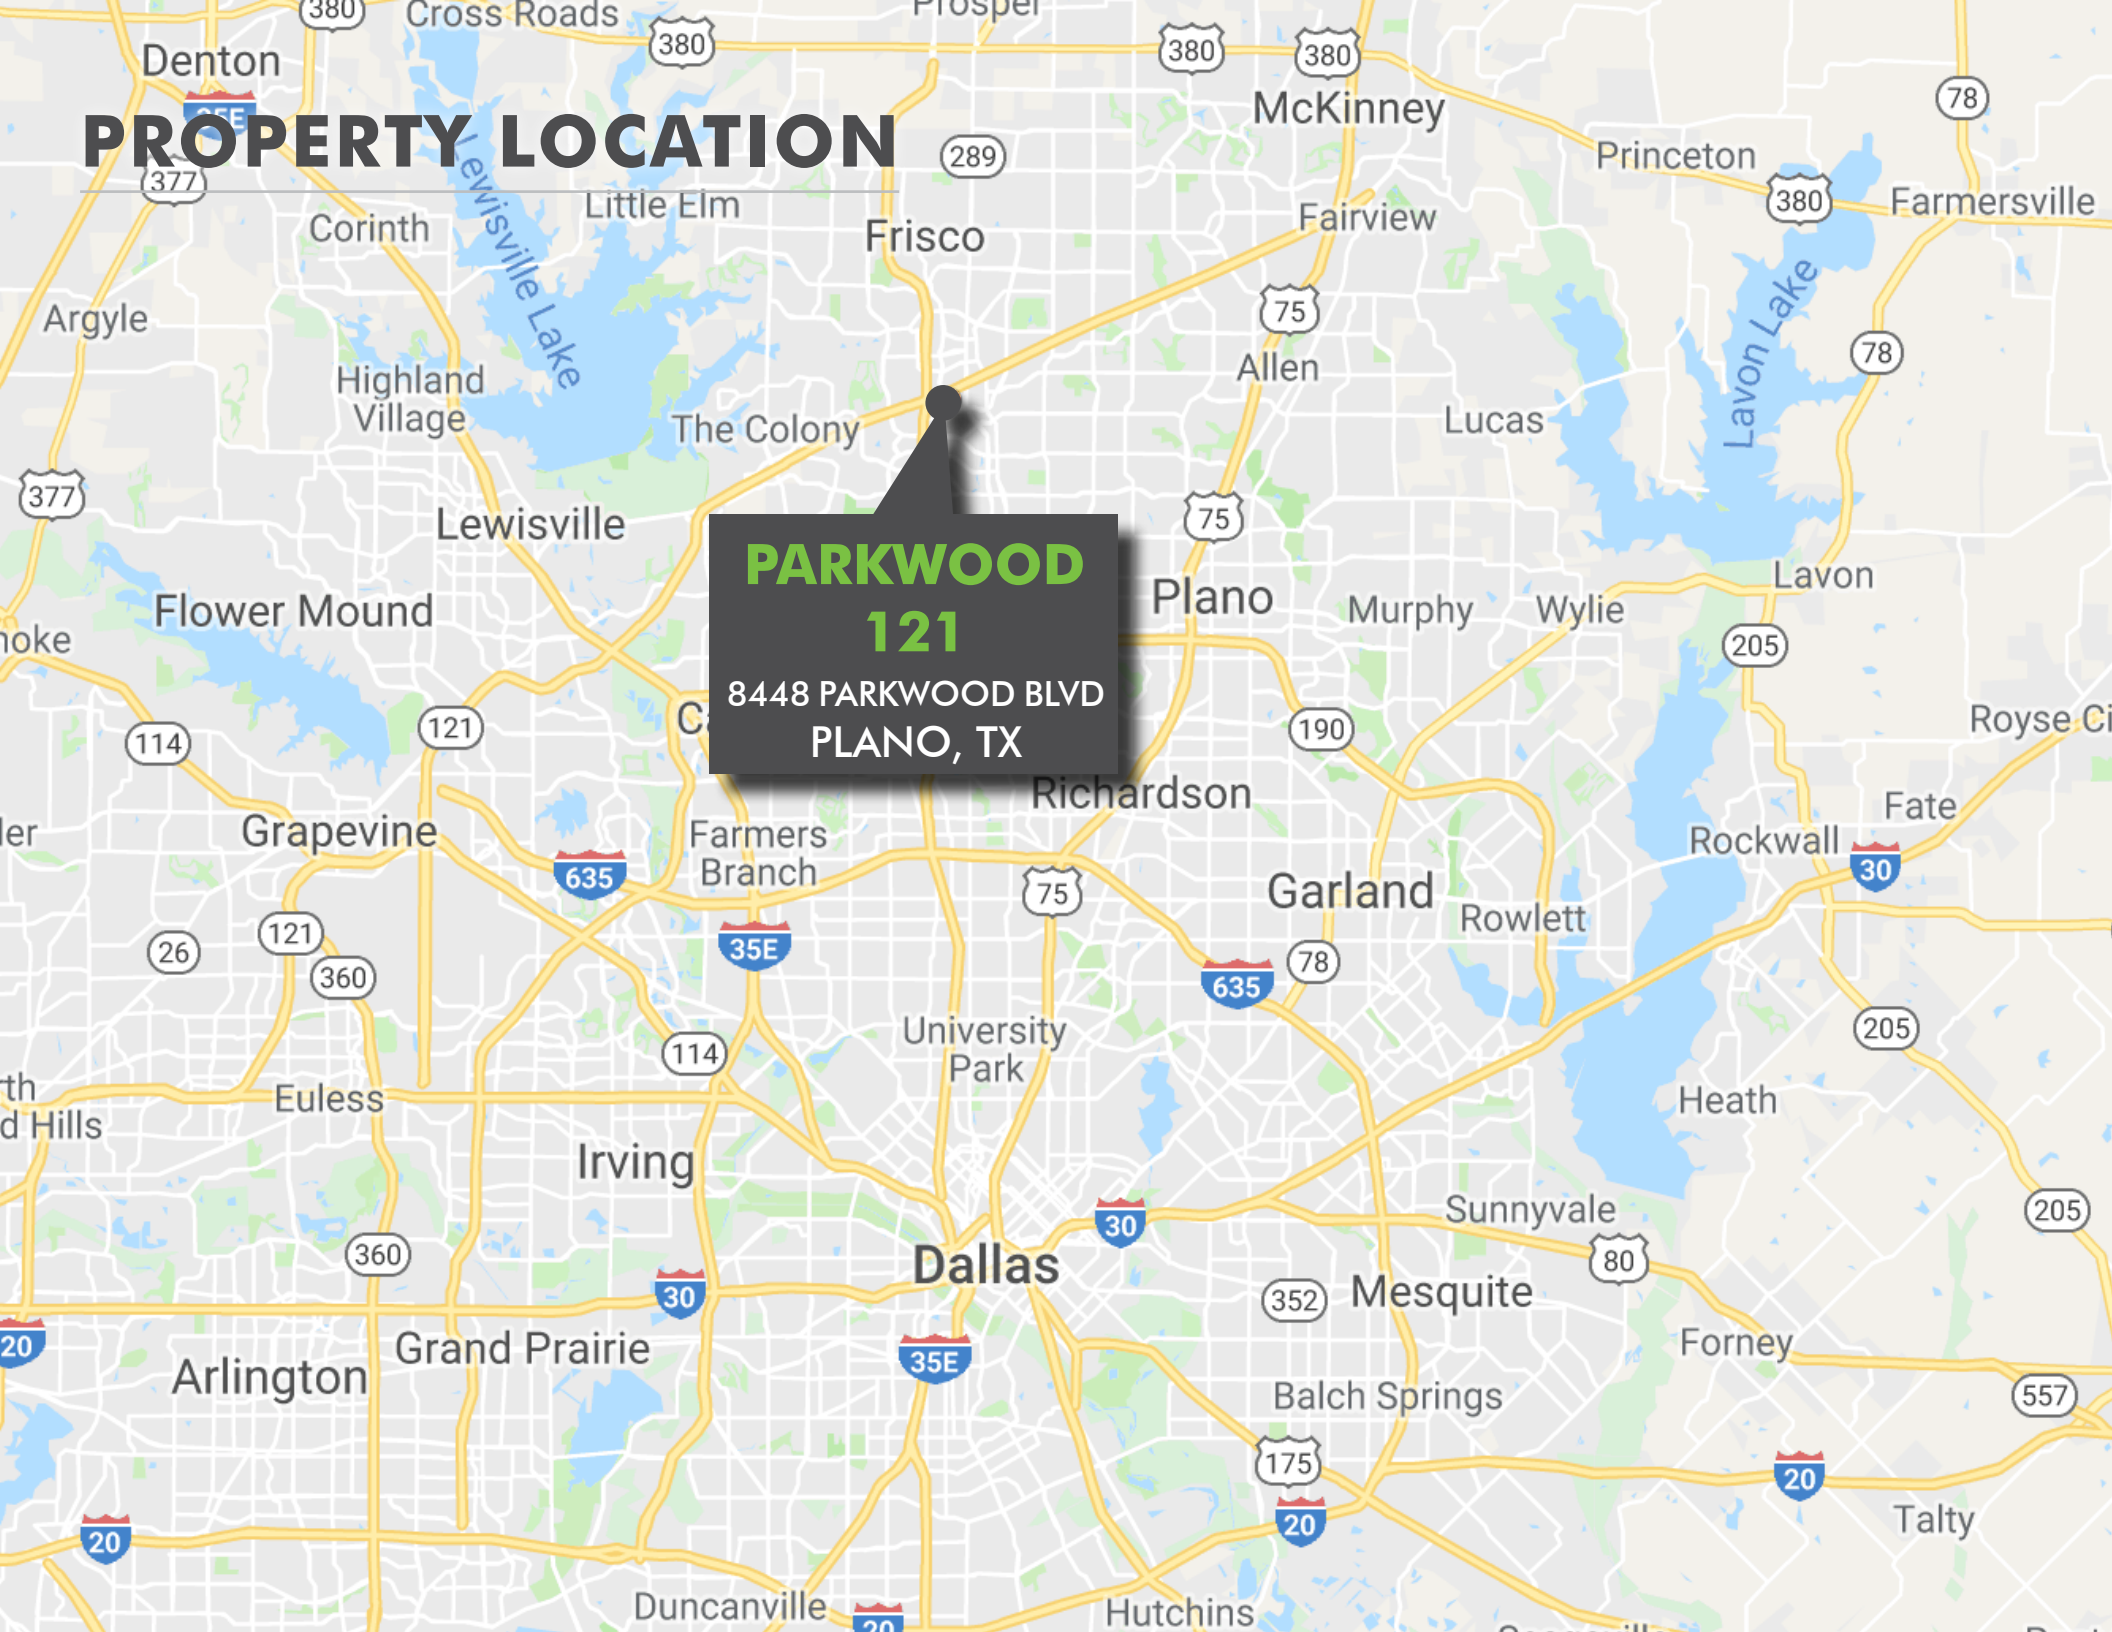 380
Cross Roads
Denton
380
380
380
McKinney
78
35E
PROPERTY LOCATION
289
Princeton
377
380
Farmersville
Little Elm
Corinth
Lewisville Lake
Frisco
Fairview
Lavon Lake
Argyle
75
78
Highland
Village
Allen
The Colony
Lucas
377
75
Lewisville
PARKWOOD
121
8448 PARKWOOD BLVD
PLANO, TX
Flower Mound
Plano
Murphy
Wylie
Lavon
205
114
121
190
Royse Ci
Richardson
Grapevine
Farmers
Branch
Fate
Rockwall
30
635
75
Garland
Rowlett
121
26
360
35E
635
78
University
Park
114
205
Euless
d Hills
Heath
Irving
Sunnyvale
205
30
360
Dallas
80
30
352
Mesquite
20
Grand Prairie
35E
Forney
Arlington
Balch Springs
557
175
20
20
20
Talty
Duncanville
20
Hutchins